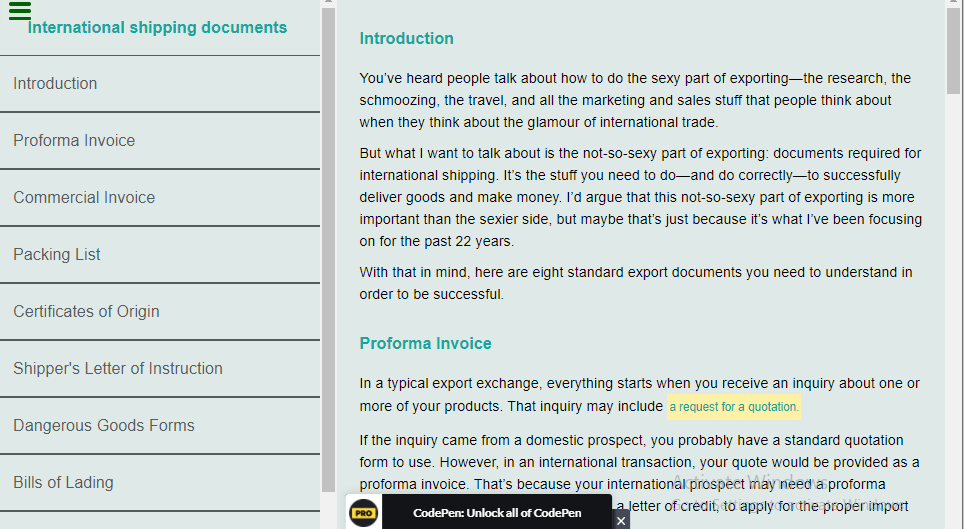 International shipping documents
Introduction
Proforma Invoice
Commercial Invoice
Packing List
Certificates of Origin
Shipper's Letter of Instruction
Dangerous Goods Forms
Bills of Lading
Introduction
You’ve heard people talk about how to do the sexy part of exporting—the research, the
schmoozing, the travel, and all the marketing and sales stuff that people think about
when they think about the glamour of international trade.
But what I want to talk about is the not-so-sexy part of exporting: documents required for
international shipping. It’s the stuff you need to do—and do correctly—to successfully
deliver goods and make money. I’d argue that this not-so-sexy part of exporting is more
important than the sexier side, but maybe that’s just because it’s what I’ve been focusing
on for the past 22 years.
With that in mind, here are eight standard export documents you need to understand in
order to be successful.
Proforma Invoice
In a typical export exchange, everything starts when you receive an inquiry about one or
more of your products. That inquiry may include a request for a quotation.
If the inquiry came from a domestic prospect, you probably have a standard quotation
form to use. However, in an international transaction, your quote would be provided as a
proforma invoice. That’s because your international prospect may need a proforma
a letter of credit, to apply for the proper import
Activate Windows
Go to Settings to activate Windows.
PRO
CodePen: Unlock all of CodePen
x